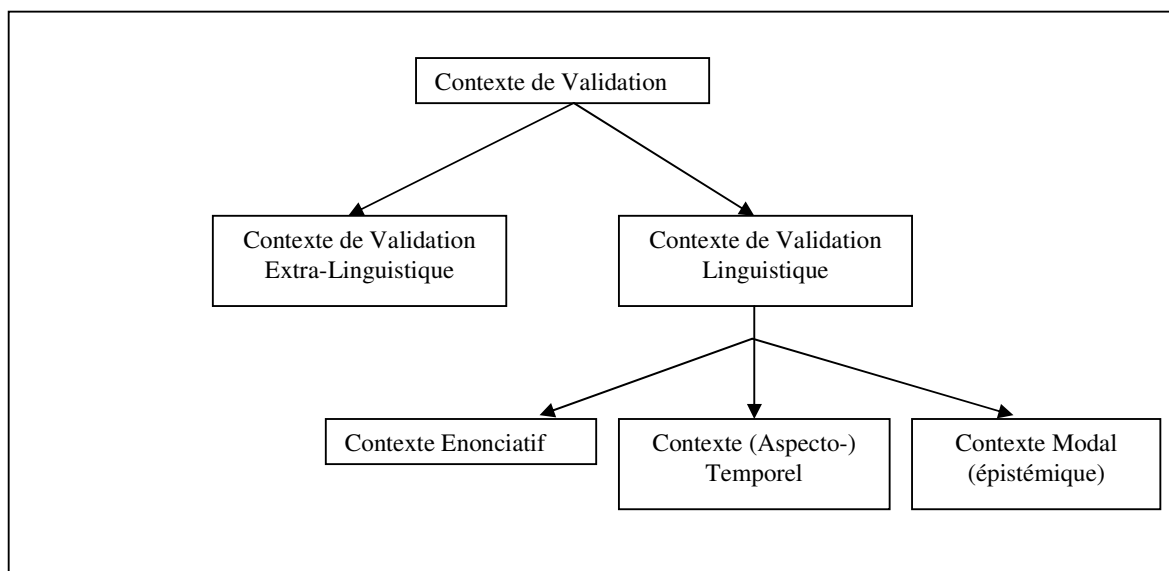 Contexte de Validation
Contexte de Validation
Extra-Linguistique
Contexte de Validation
Linguistique
Contexte Enonciatif
Contexte (Aspecto-)
Temporel
Contexte Modal
(épistémique)